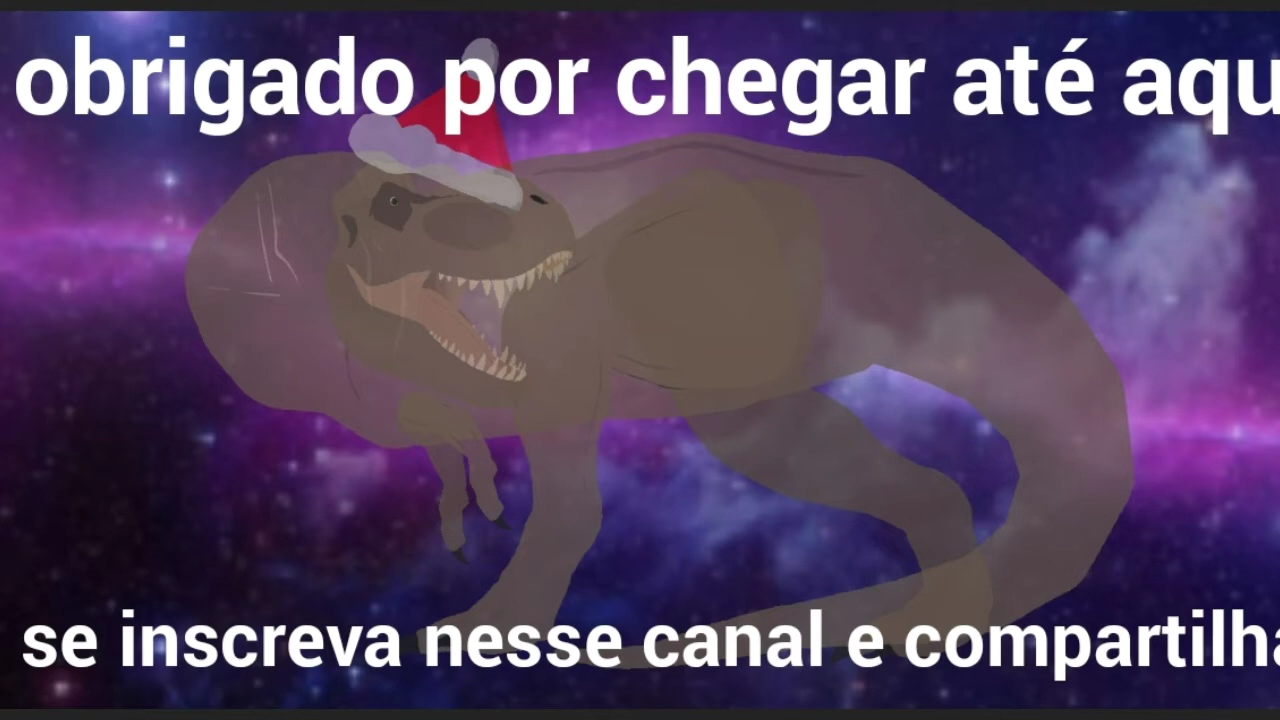 obrigado por chegar até aqu
se inscreva nesse canal e compartilha